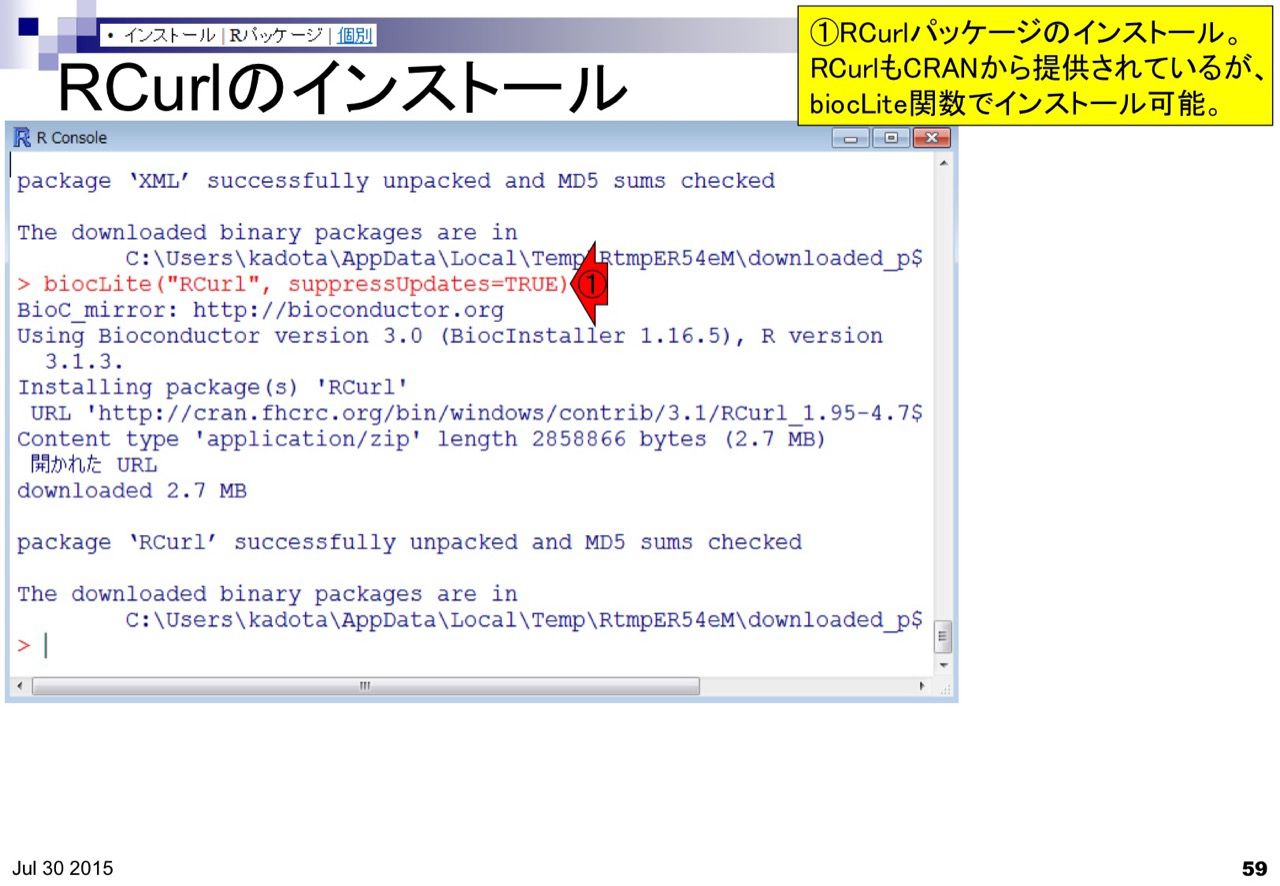 • インストール | Rパッケージ | 個別
RCurlのインストール
①RCurlパッケージのインストール。
RCurlもCRANから提供されているが、
biocLite関数でインストール可能。
R Console
package ‘XML’ successfully unpacked and MD5 sums checked
The downloaded binary packages are in
C:\Users\kadota\AppData\Local\Temp\RtmpER54eM\downloaded_p$
> biocLite("RCurl", suppressUpdates=TRUE)
①
BioC_mirror: http://bioconductor.org
Using Bioconductor version 3.0 (BiocInstaller 1.16.5), R version
3.1.3.
Installing package(s) 'RCurl'
URL 'http://cran.fhcrc.org/bin/windows/contrib/3.1/RCurl_1.95-4.7$
Content type 'application/zip' length 2858866 bytes (2.7 MB)
開かれた URL
downloaded 2.7 MB
package ‘RCurl’ successfully unpacked and MD5 sums checked
The downloaded binary packages are in
C:\Users\kadota\AppData\Local\Temp\RtmpER54eM\downloaded_p$
>
Jul 30 2015
59